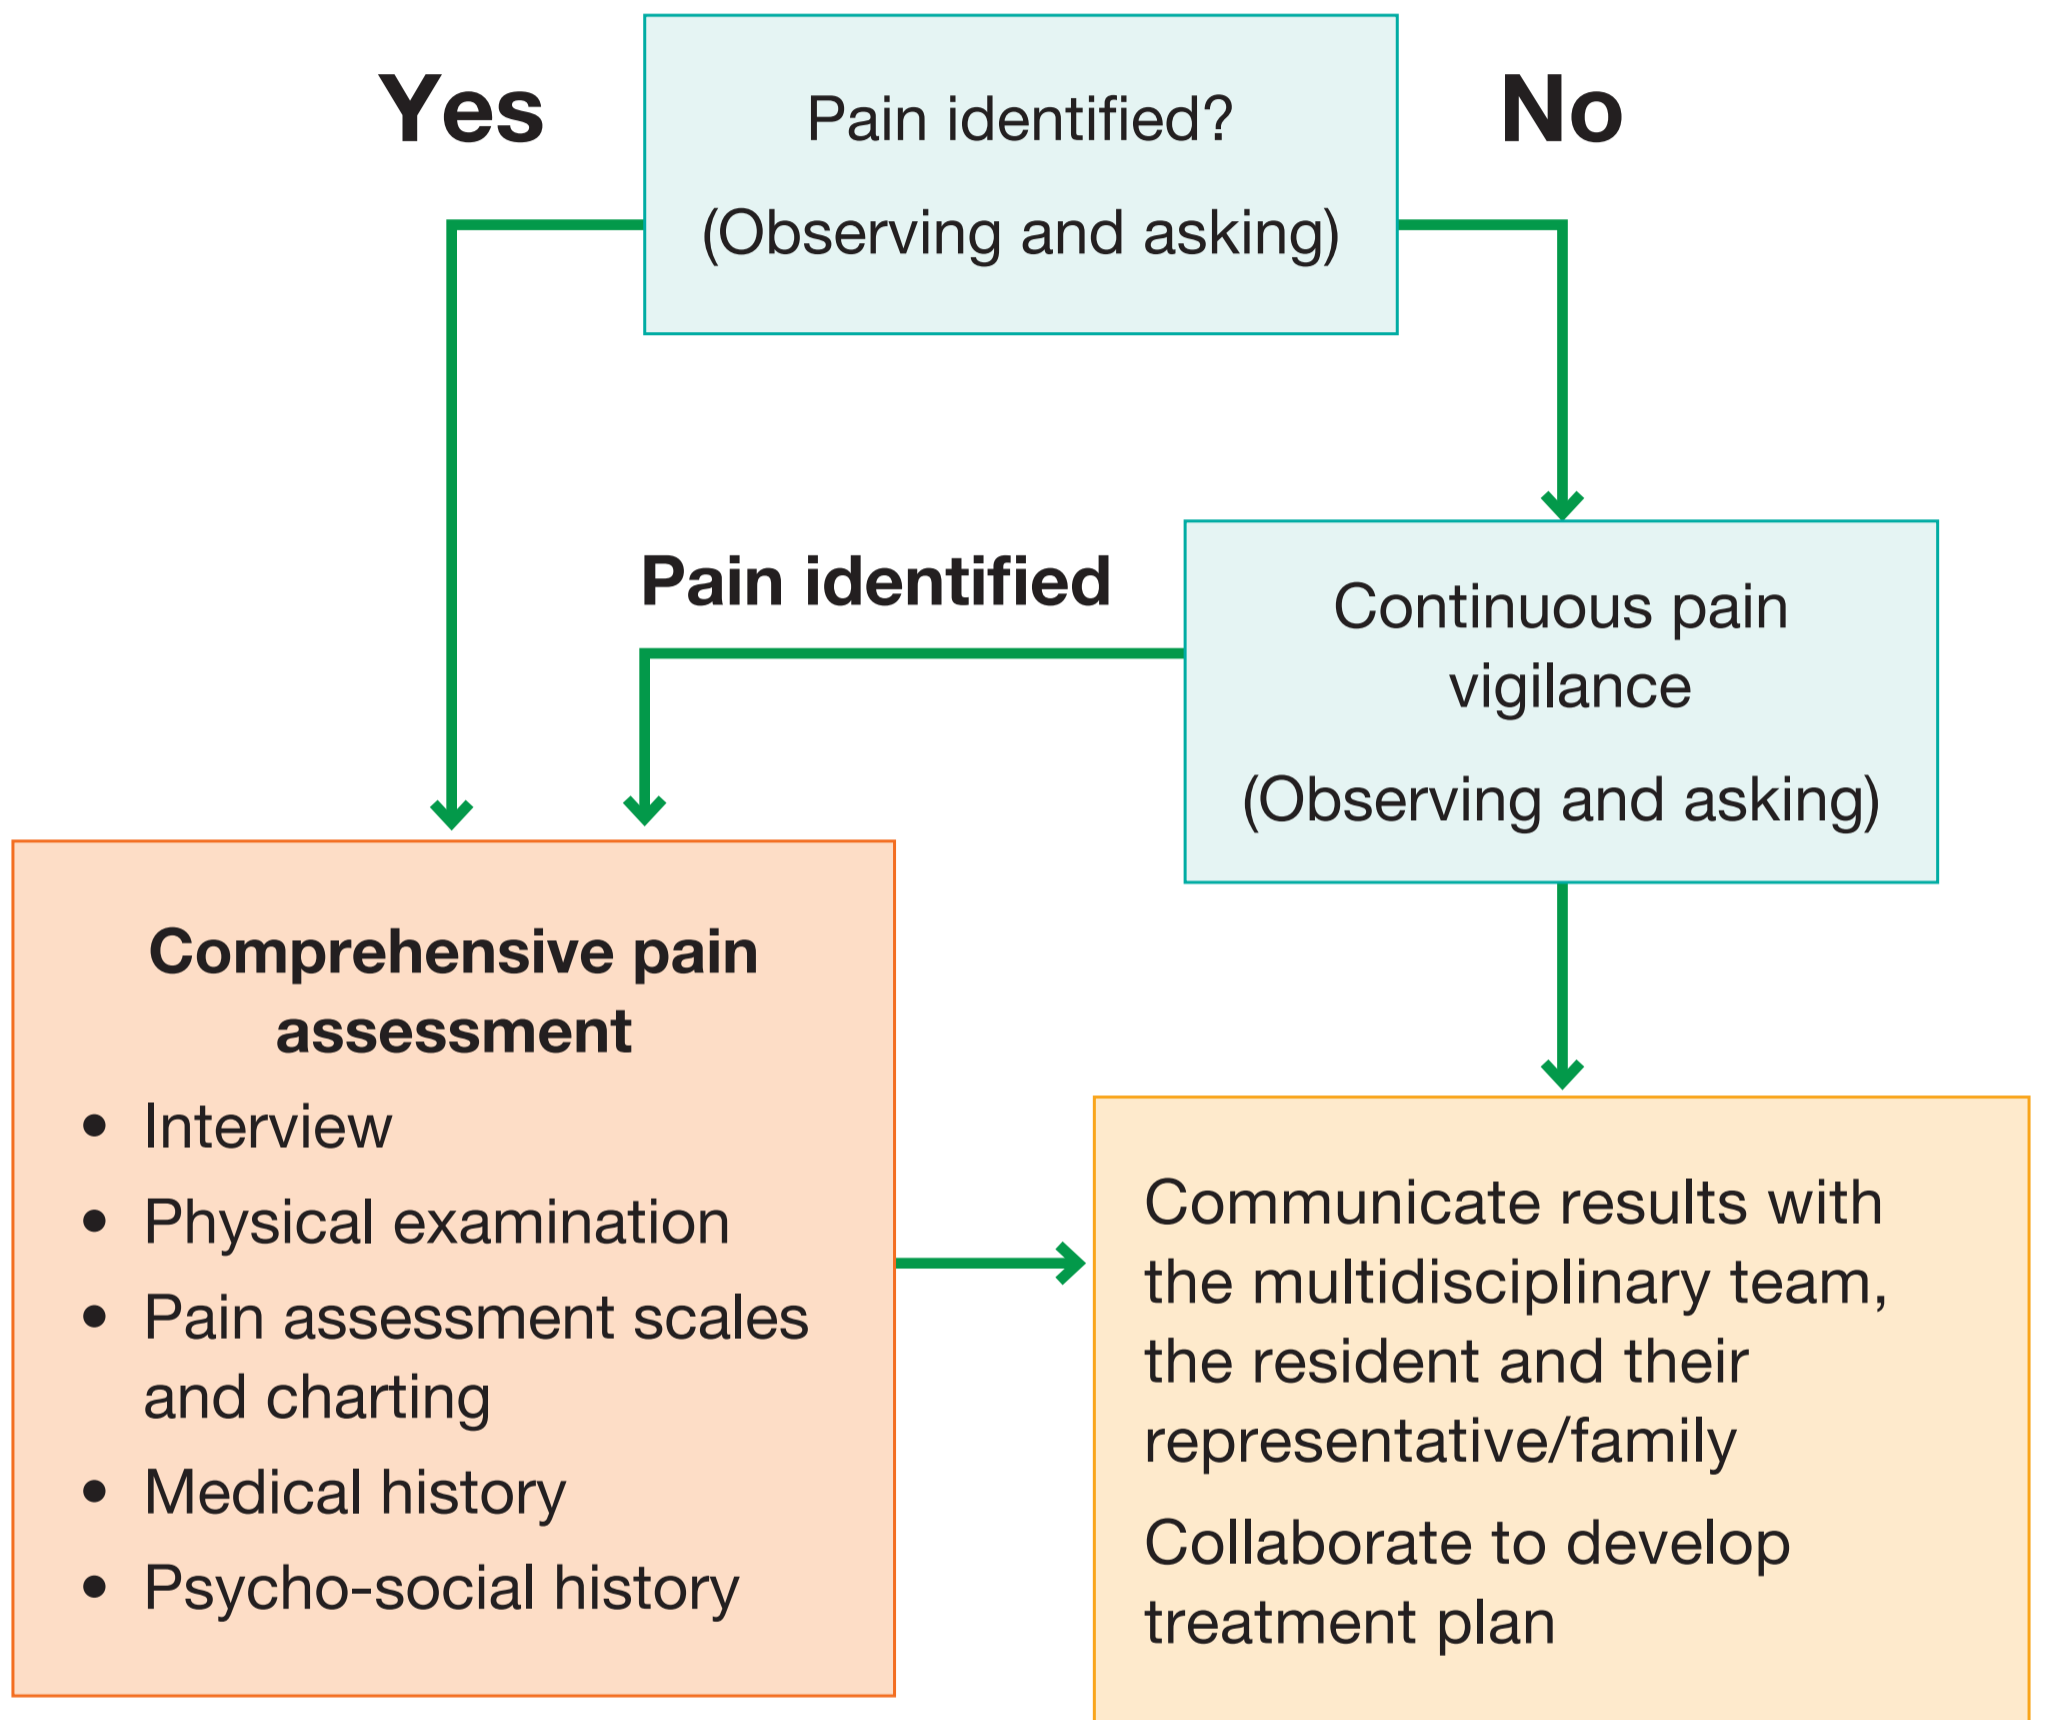 Yes
Pain identified?
(Observing and asking)
No
Pain identified
Continuous pain
vigilance
(Observing and asking)
Comprehensive pain
assessment
• Interview
• Physical examination
• Pain assessment scales
and charting
• Medical history
• Psycho-social history
Communicate results with
the multidisciplinary team,
the resident and their
representative/family
Collaborate to develop
treatment plan